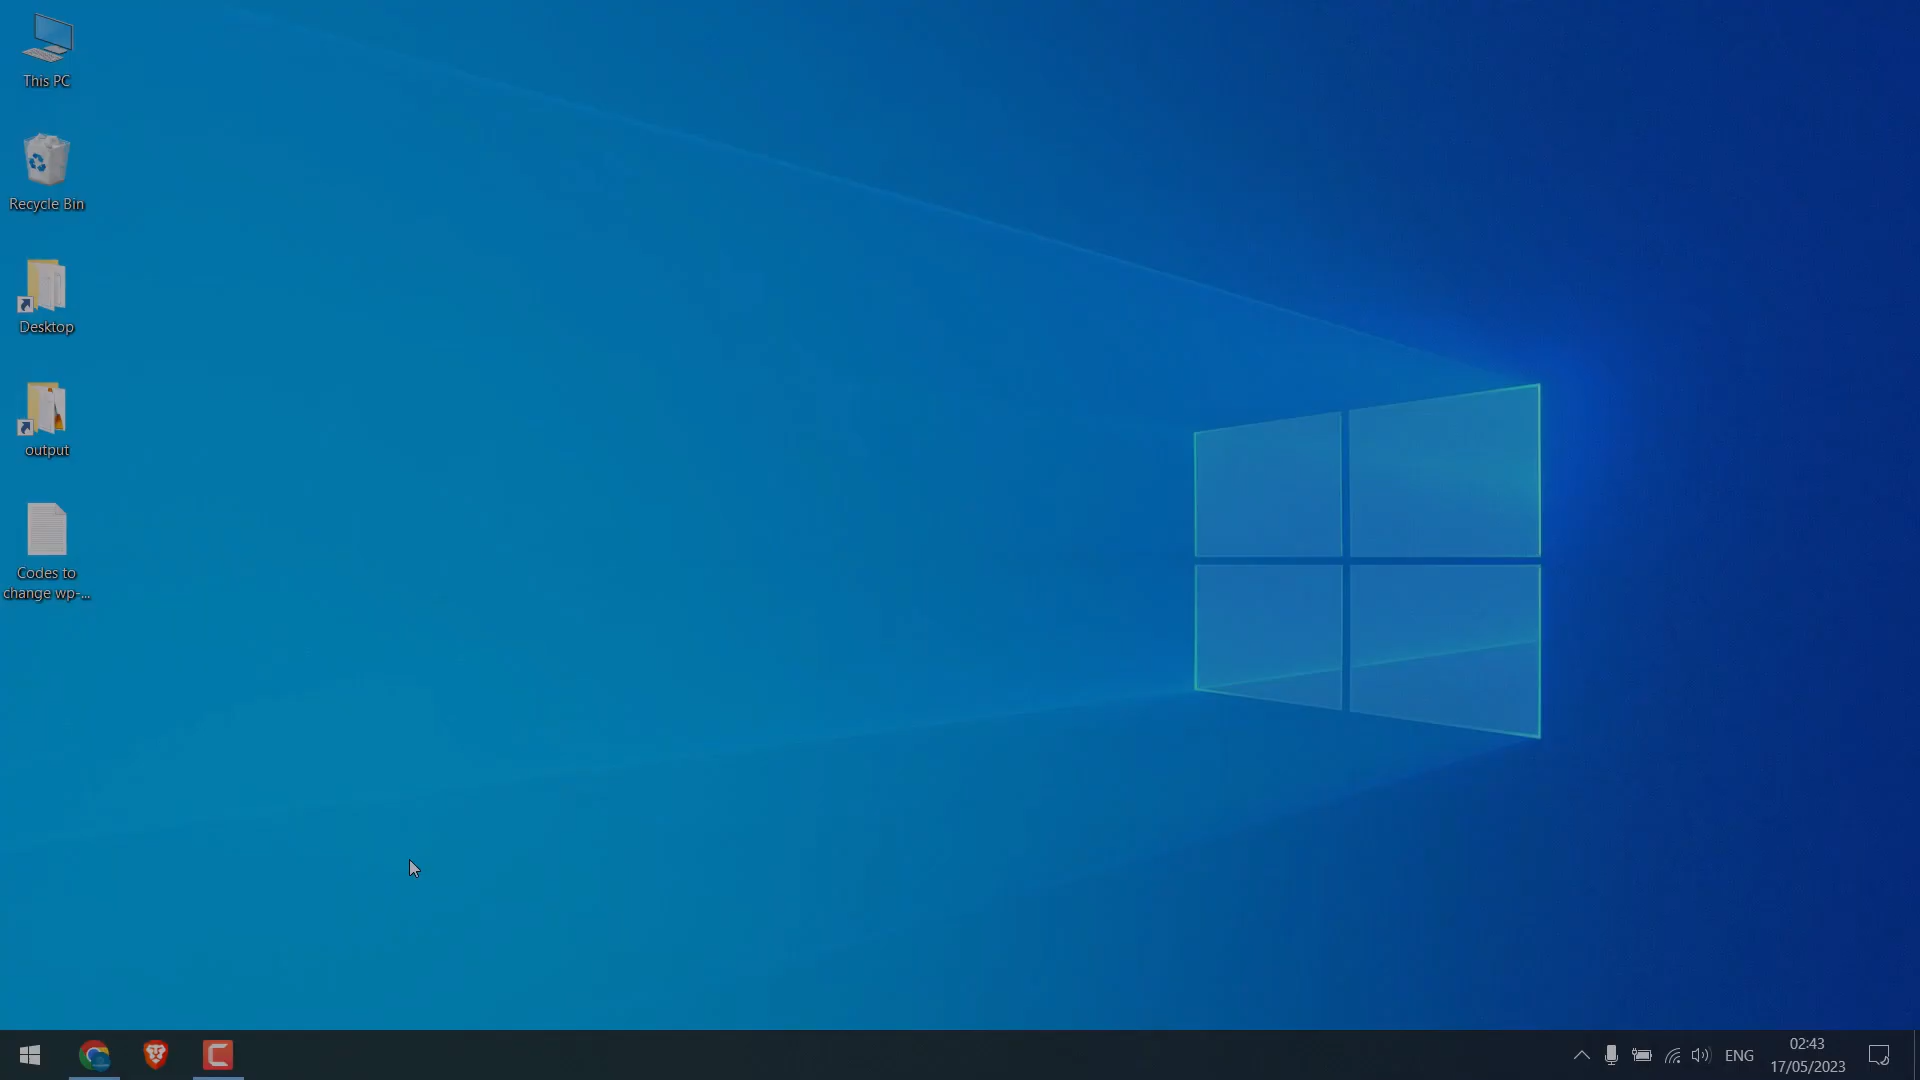 This PC
Recycle Bin
Desktop
output
Codes to
change wp-...
ENG
02:43
17/05/2023